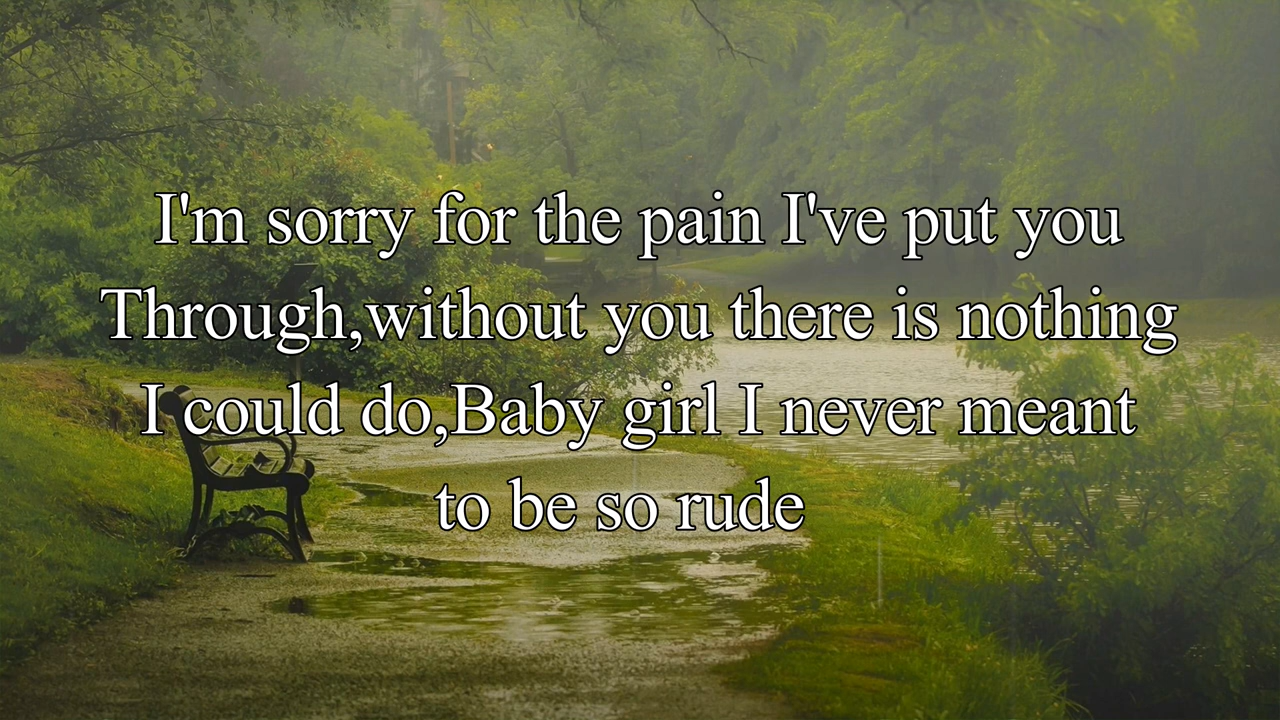 I'm sorry for the pain I've put you
Through,without you there is nothing
I could do,Baby girl I never meant
to be so rude